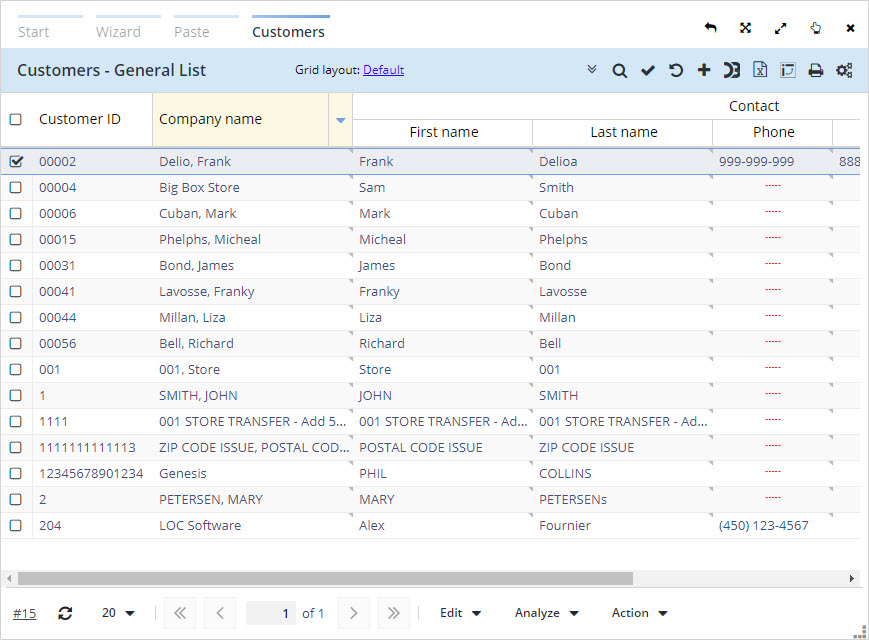 Start Wizard Paste Customers
Customers - General List Grid layout: Default
Contact
Customer ID Company name
First name Last name Phone
00002 Delio, Frank Frank Delioa 999-999-999 888
00004 Big Box Store Sam Smith -----
00006 Cuban, Mark Mark Cuban -----
00015 Phelphs, Micheal Micheal Phelphs -----
00031 Bond, James James Bond -----
00041 Lavosse, Franky Franky Lavosse -----
00044 Millan, Liza Liza Millan -----
00056 Bell, Richard Richard Bell -----
001 001, Store Store 001 -----
1 SMITH, JOHN JOHN SMITH -----
1111 001 STORE TRANSFER - Add 5... 001 STORE TRANSFER - Ad... 001 STORE TRANSFER - Ad... -----
1111111111113 ZIP CODE ISSUE, POSTAL COD... POSTAL CODE ISSUE ZIP CODE ISSUE -----
12345678901234 Genesis PHIL COLLINS -----
2 PETERSEN, MARY MARY PETERSENs -----
204 LOC Software Alex Fournier (450) 123-4567
#15 20 1 of 1 Edit Analyze Action